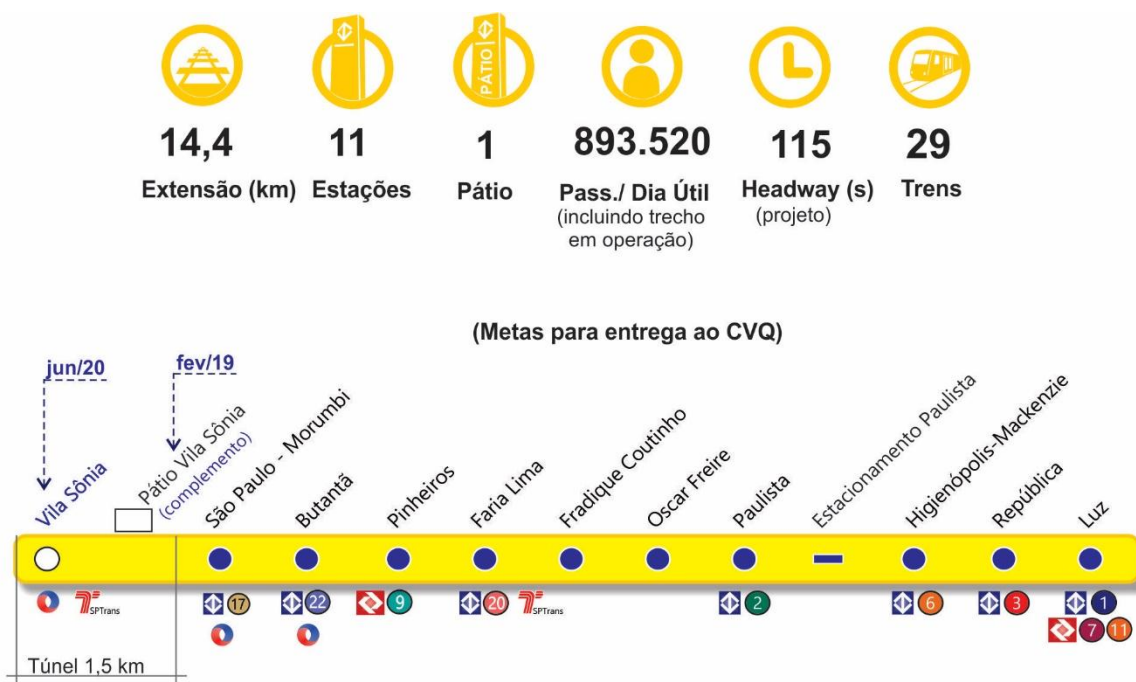 PÁTIO
14,4
Extensão (km)
11
Estações
1
Pátio
893.520
Pass./ Dia Útil
(incluindo trecho
em operação)
115
Headway (s)
(projeto)
29
Trens
(Metas para entrega ao CVQ)
jun/20
fev/19
Vila Sônia
Pátio Vila Sônia
(complemento)
São Paulo - Morumbi
Butantã
Pinheiros
Faria Lima
Fradique Coutinho
Oscar Freire
Paulista
Estacionamento Paulista
Higienópolis-Mackenzie
República
Luz
SPTrans
17
22
9
20
SPTrans
2
6
3
1
7
11
Túnel 1,5 km